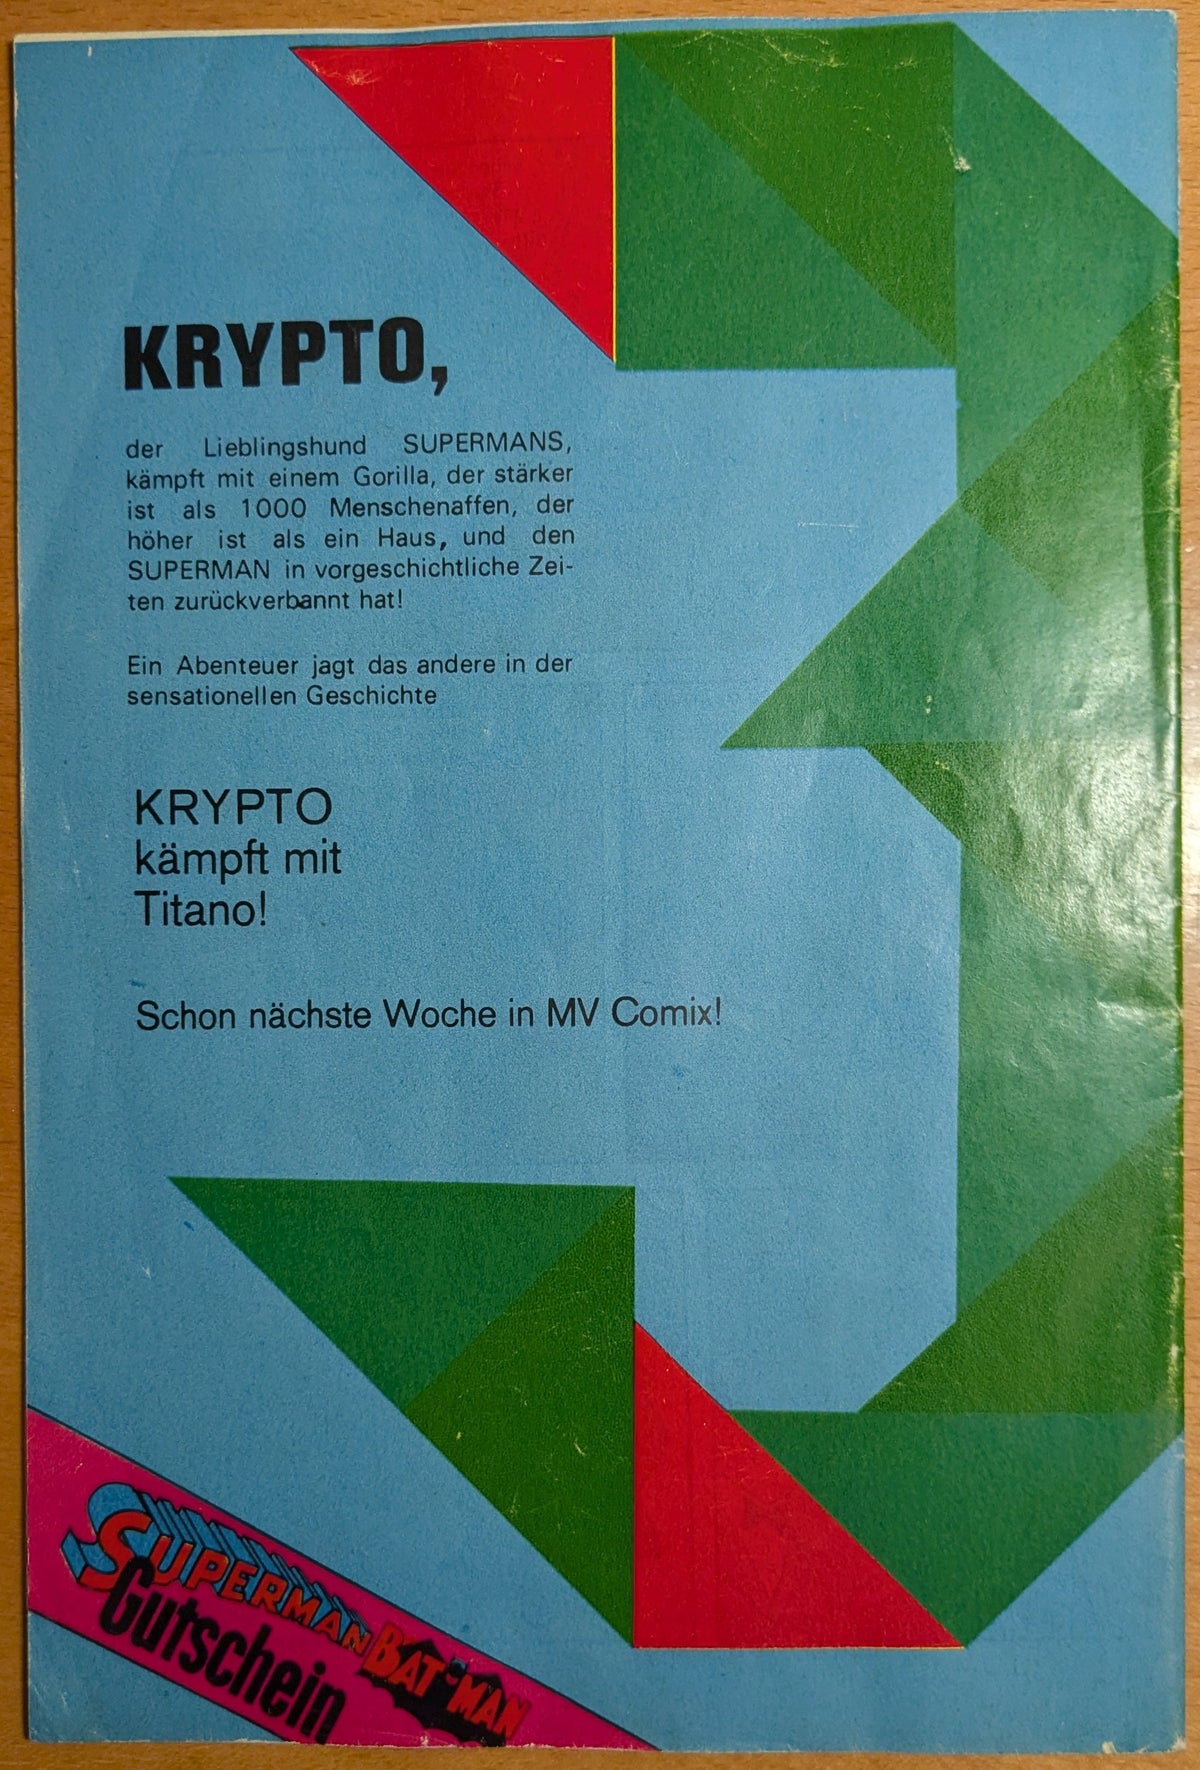 KRYPTO,
der Lieblingshund SUPERMANS,
kämpft mit einem Gorilla, der stärker
ist als 1000 Menschenaffen, der
höher ist als ein Haus, und den
SUPERMAN in vorgeschichtliche Zei-
ten zurückverbannt hat!
Ein Abenteuer jagt das andere in der
sensationellen Geschichte
KRYPTO
kämpft mit
Titano!
Schon nächste Woche in MV Comix!
SUPERMAN BATMAN
Gutschein